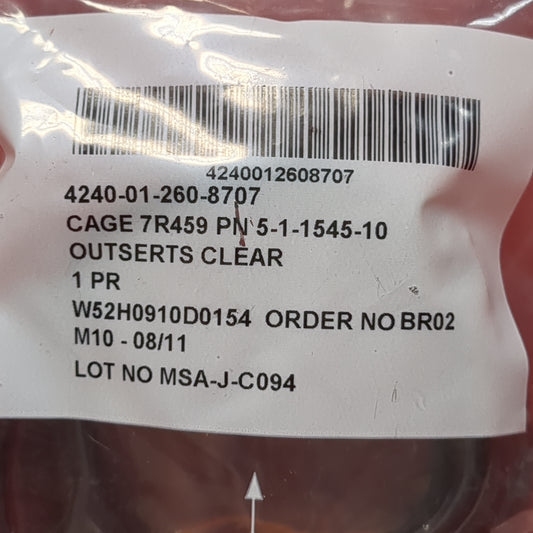 4240012608707
4240-01-260-8707
CAGE 7R459 PN 5-1-1545-10
OUTSERTS CLEAR
1 PR
W52H0910D0154 ORDER NO BR02
M10 - 08/11
LOT NO MSA-J-C094